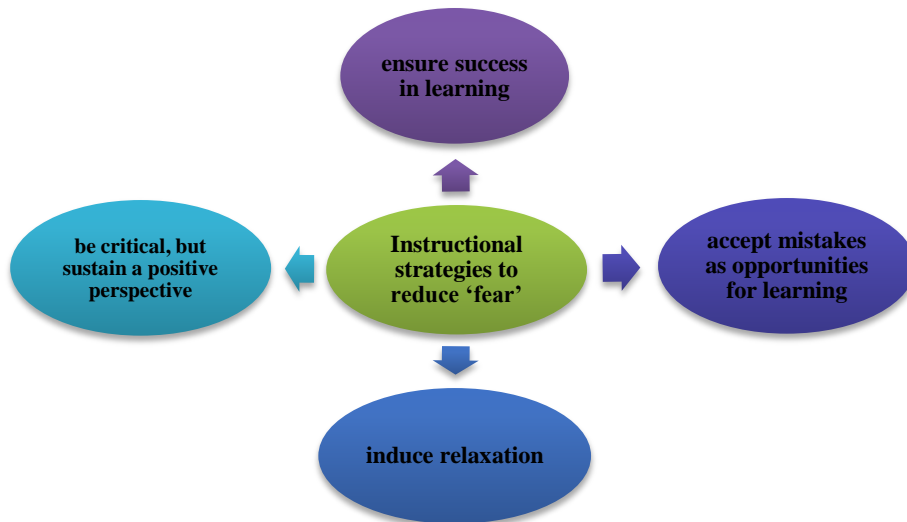 ensure success
in learning
be critical, but
sustain a positive
perspective
Instructional
strategies to
reduce ‘fear’
accept mistakes
as opportunities
for learning
induce relaxation